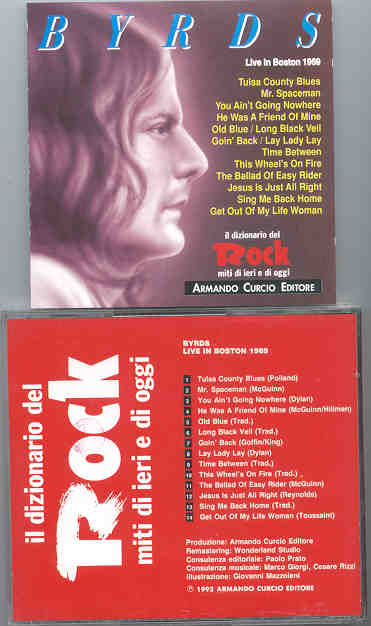 BYRDS
Live in Boston 1969
Tulsa County Blues
Mr. Spaceman
You Ain't Going Nowhere
He Was A Friend Of Mine
Old Blue / Long Black Veil
Goin' Back / Lay Lady Lay
Time Between
This Wheel's On Fire
The Ballad Of Easy Rider
Jesus Is Just All Right
Sing Me Back Home
Get Out Of My Life Woman
il dizionario del
Rock
miti di ieri e di oggi
ARMANDO CURCIO EDITORE
il dizionario del
Rock
miti di ieri e di oggi
BYRDS
LIVE IN BOSTON 1969
1 Tulsa County Blues (Polland)
2 Mr. Spaceman (McGuinn)
3 You Ain't Going Nowhere (Dylan)
4 He Was A Friend Of Mine (McGuinn/Hillmen)
5 Old Blue (Trad.)
6 Long Black Veil (Trad.)
7 Goin' Back (Goffin/King)
8 Lay Lady Lay (Dylan)
9 Time Between (Trad.)
10 This Wheel's On Fire (Trad.)
11 The Ballad Of Easy Rider (McGuinn)
12 Jesus Is Just All Right (Reynolds)
13 Sing Me Back Home (Trad.)
14 Get Out Of My Life Woman (Toussaint)
Produzione: Armando Curcio Editore
Remastering: Wonderland Studio
Consulenza editoriale: Paolo Prato
Consulenza musicale: Marco Giorgi, Cesare Rizzi
Illustrazione: Giovanni Mazzoleni
℗ 1992 ARMANDO CURCIO EDITORE